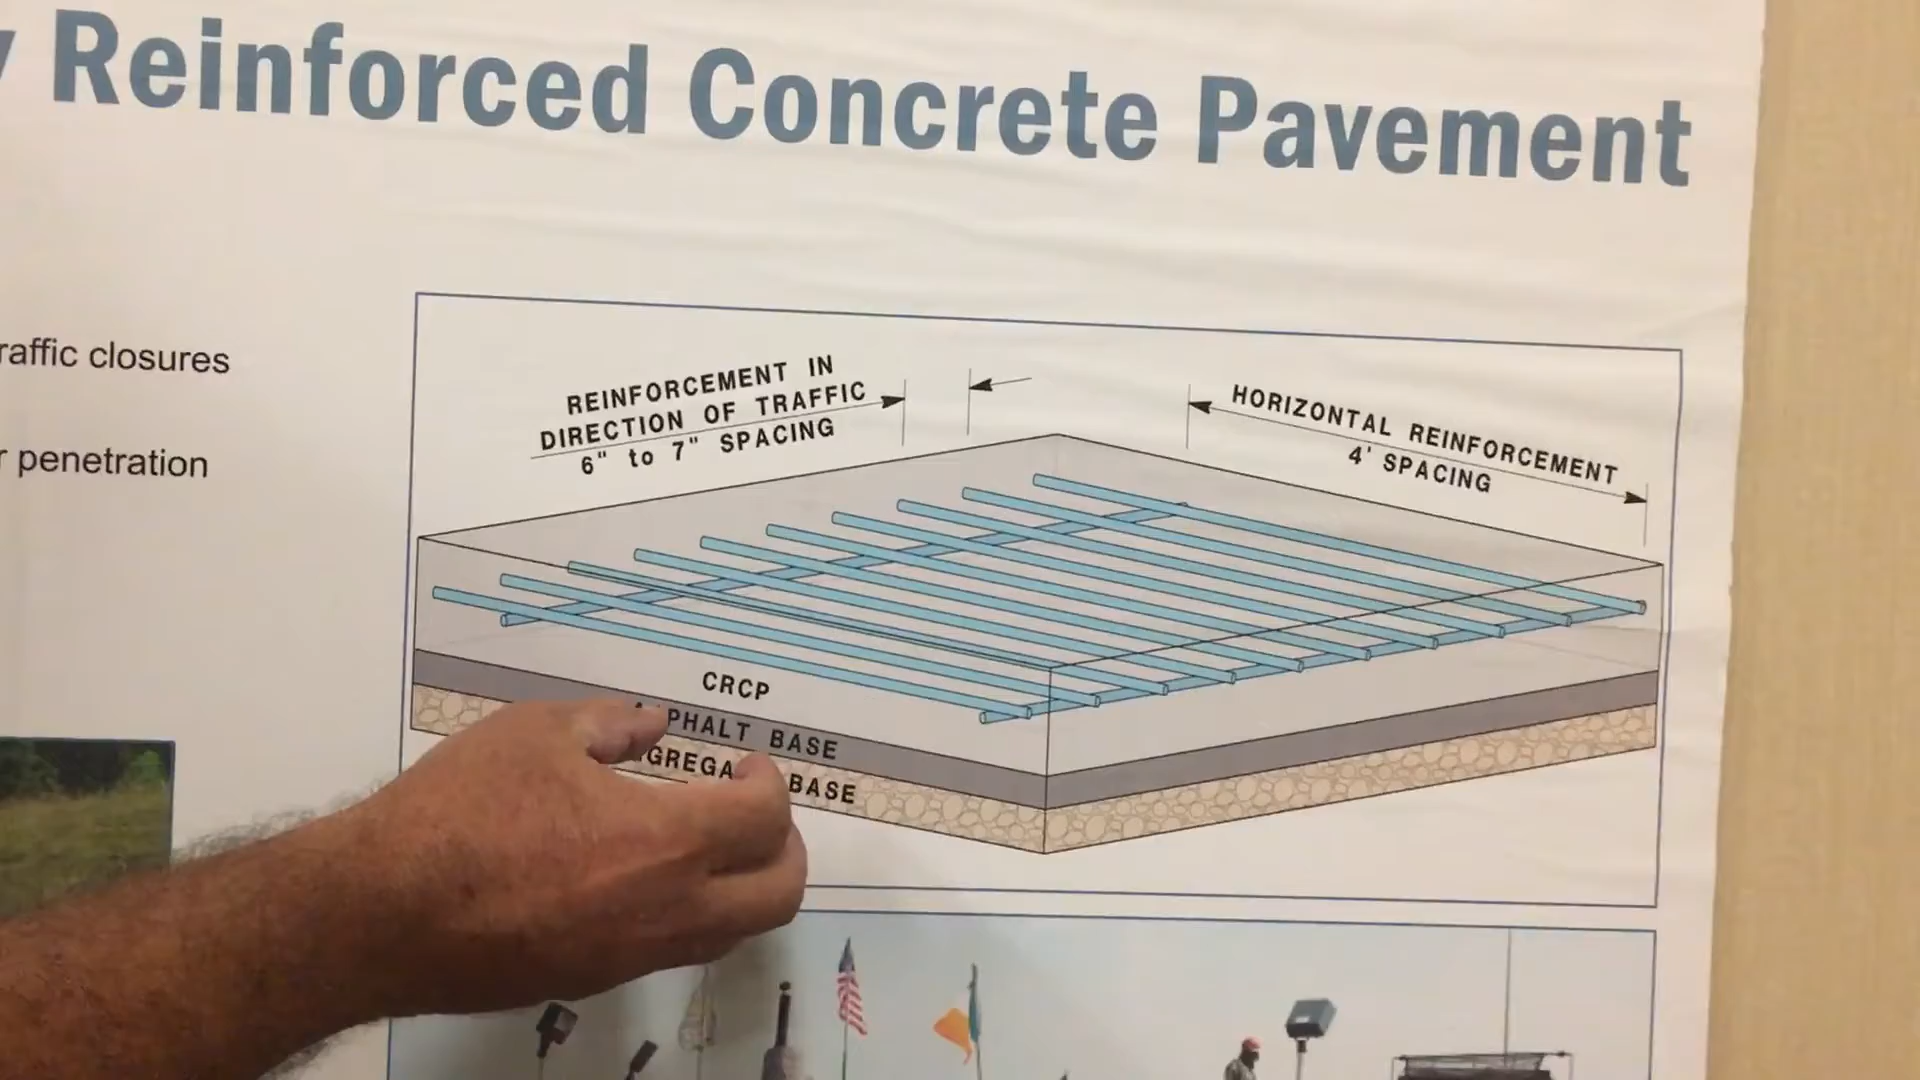 Reinforced Concrete Pavement
raffic closures
penetration
REINFORCEMENT IN
DIRECTION OF TRAFFIC
6" to 7" SPACING
HORIZONTAL REINFORCEMENT
4' SPACING
CRCP
ASPHALT BASE
BASE